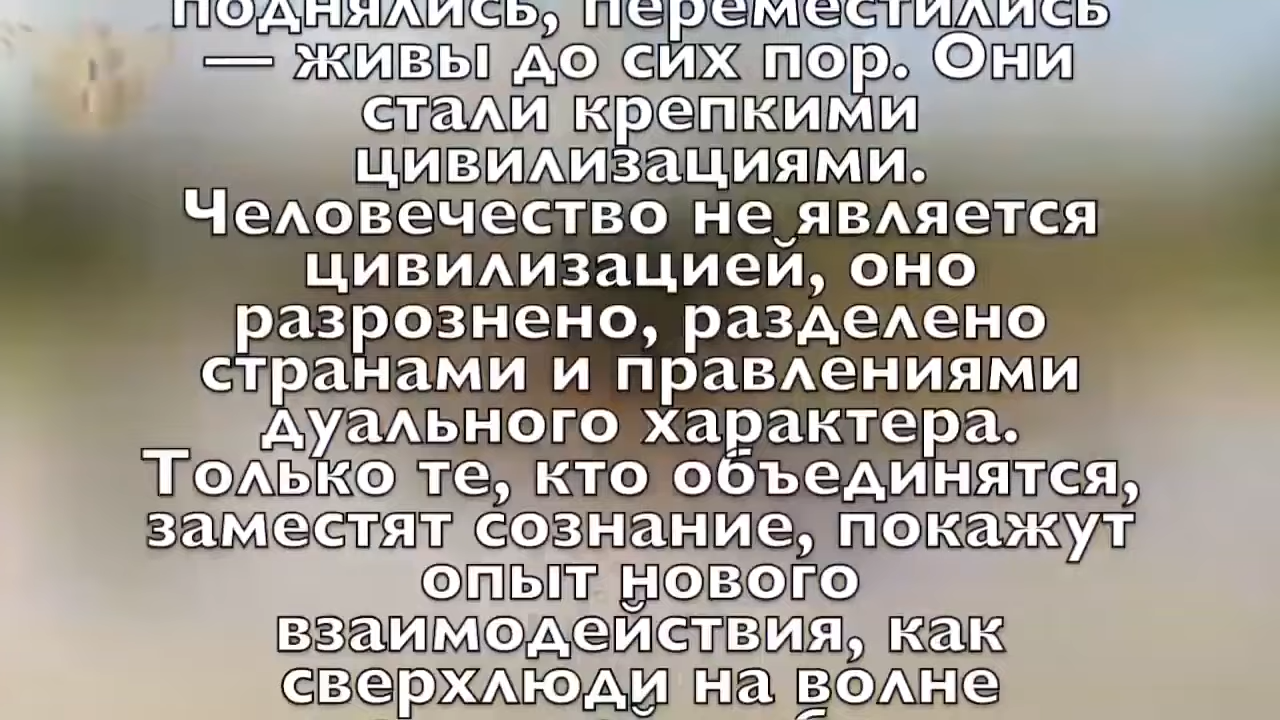 поднялись, переместились
— живы до сих пор. Они
стали крепкими
цивилизациями.
Человечество не является
цивилизацией, оно
разрознено, разделено
странами и правлениями
дуального характера.
Только те, кто объединятся,
заместят сознание, покажут
опыт нового
взаимодействия, как
сверхлюди на волне